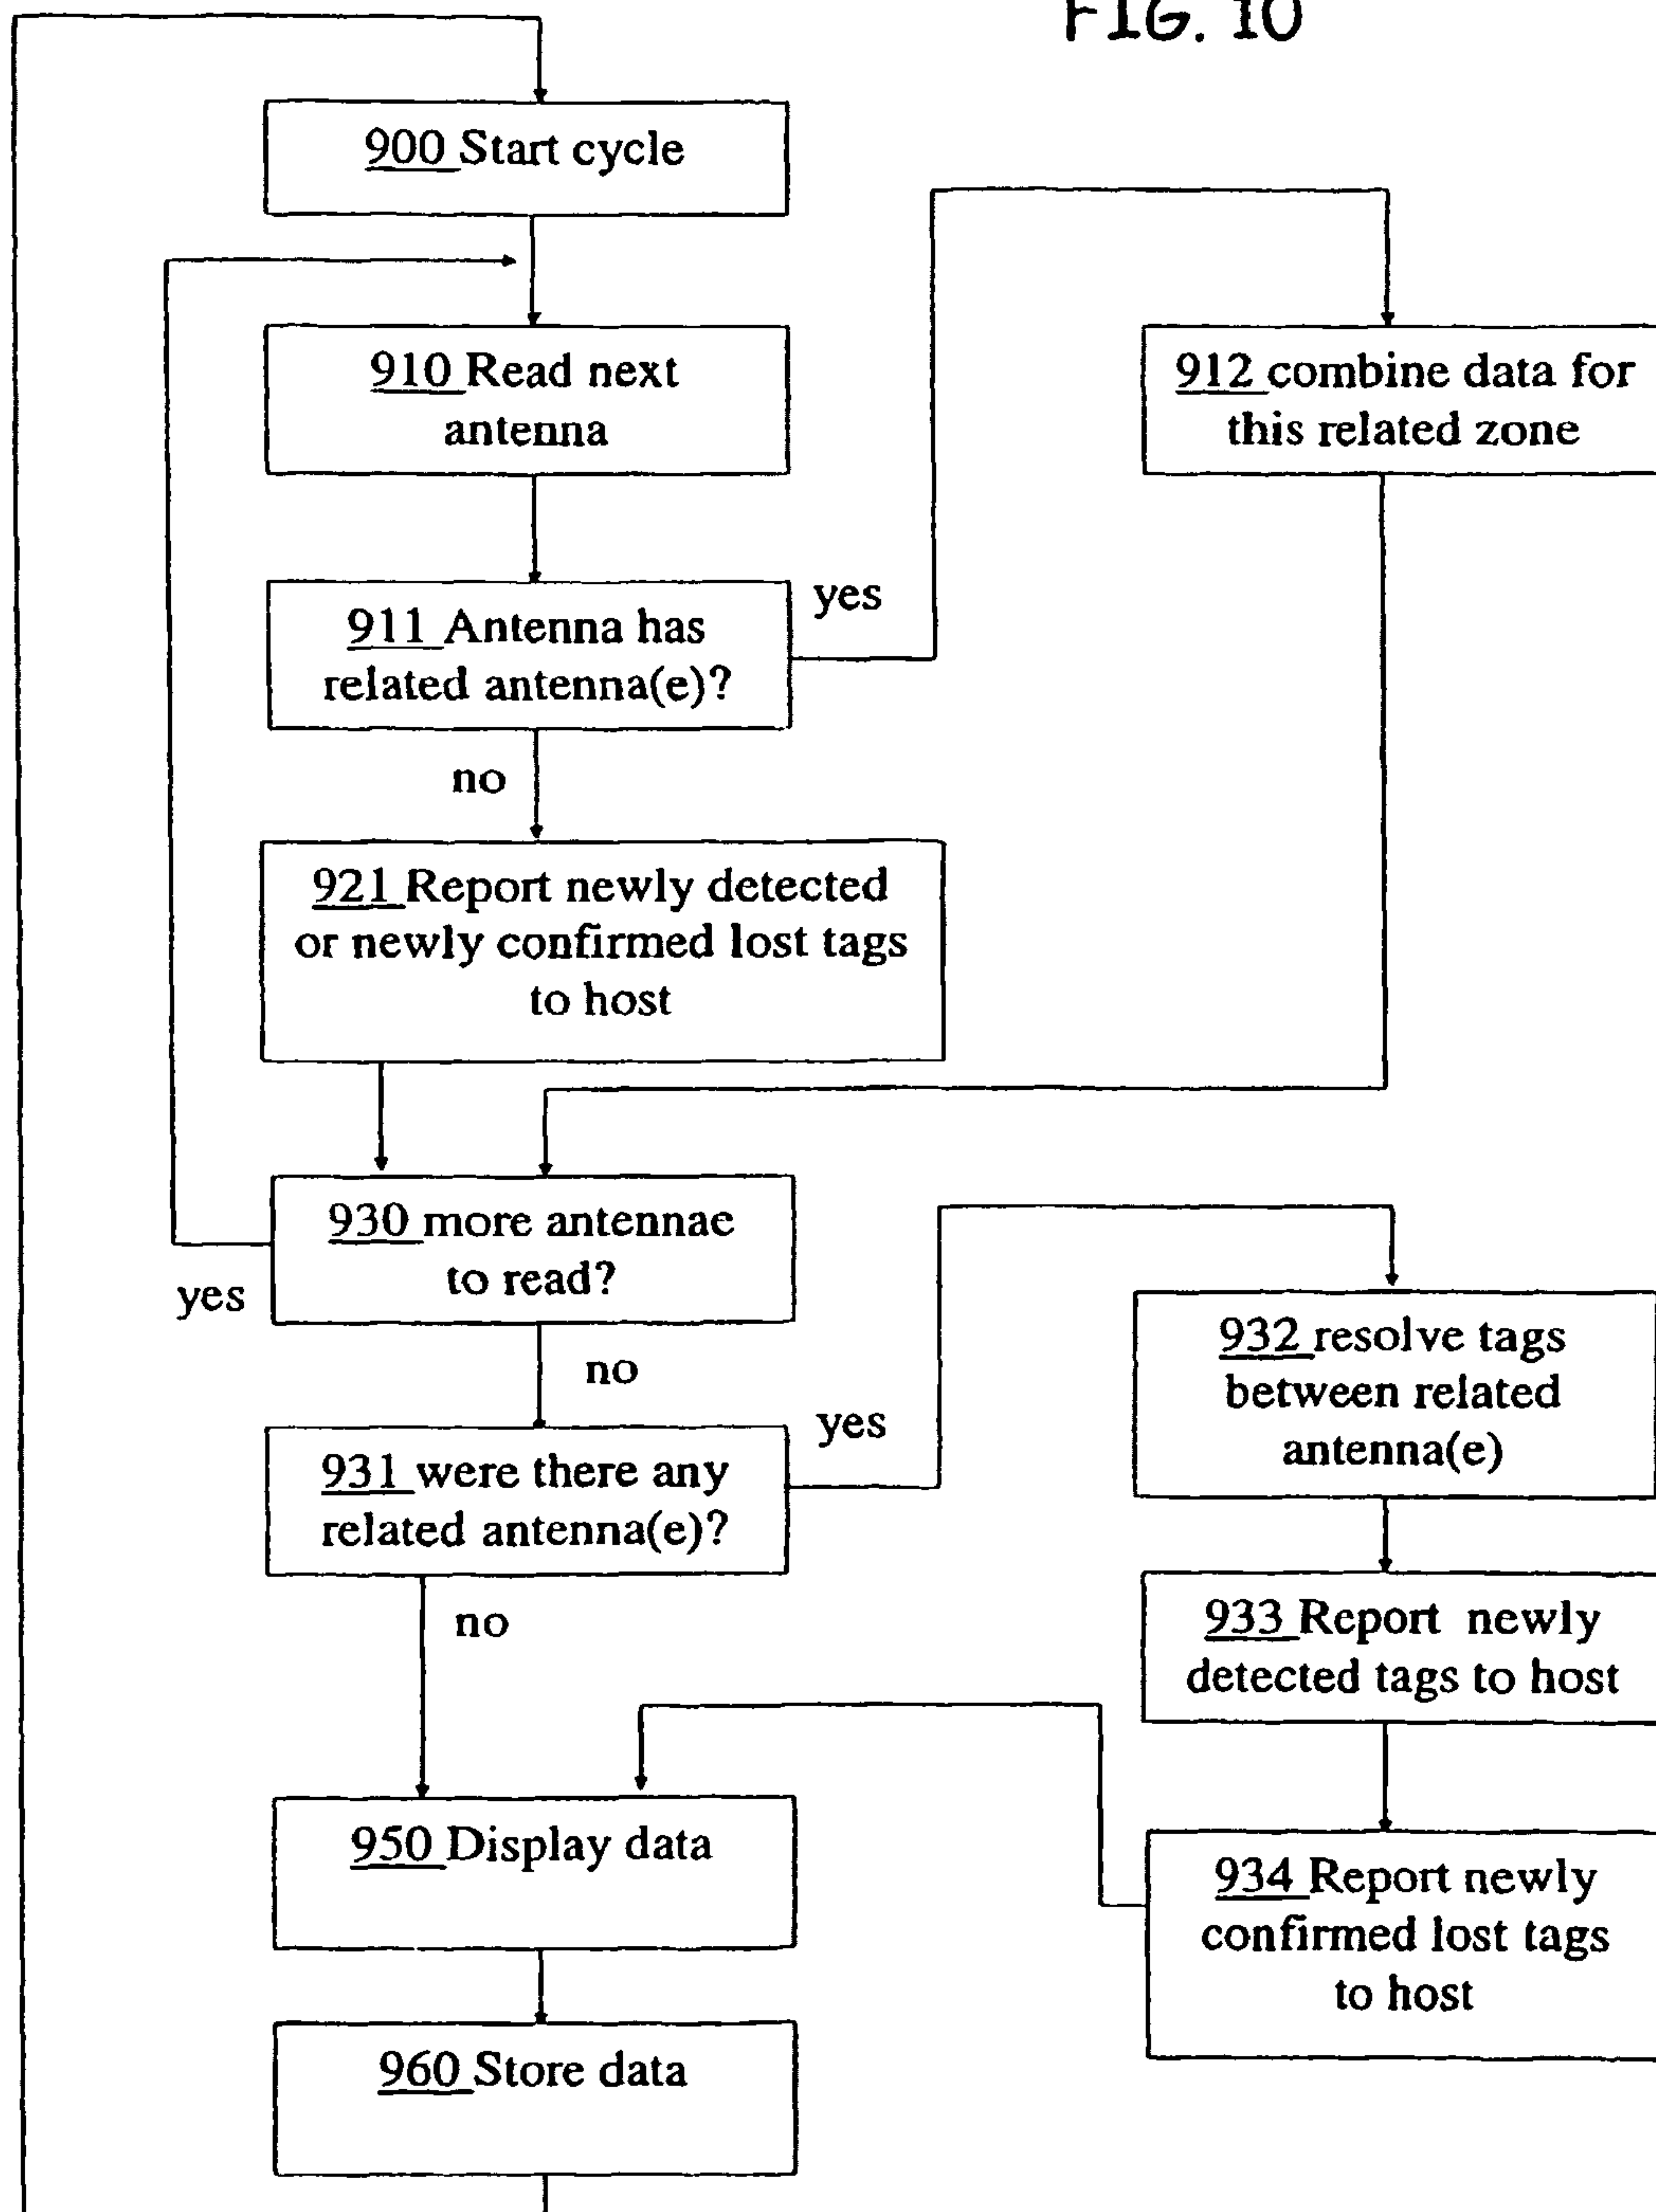 FIG. 10
900 Start cycle
910 Read next
antenna
912 combine data for
this related zone
911 Antenna has
related antenna(e)?
yes
no
921 Report newly detected
or newly confirmed lost tags
to host
930 more antennae
to read?
yes
no
932 resolve tags
between related
antenna(e)
931 were there any
related antenna(e)?
yes
no
933 Report newly
detected tags to host
950 Display data
934 Report newly
confirmed lost tags
to host
960 Store data